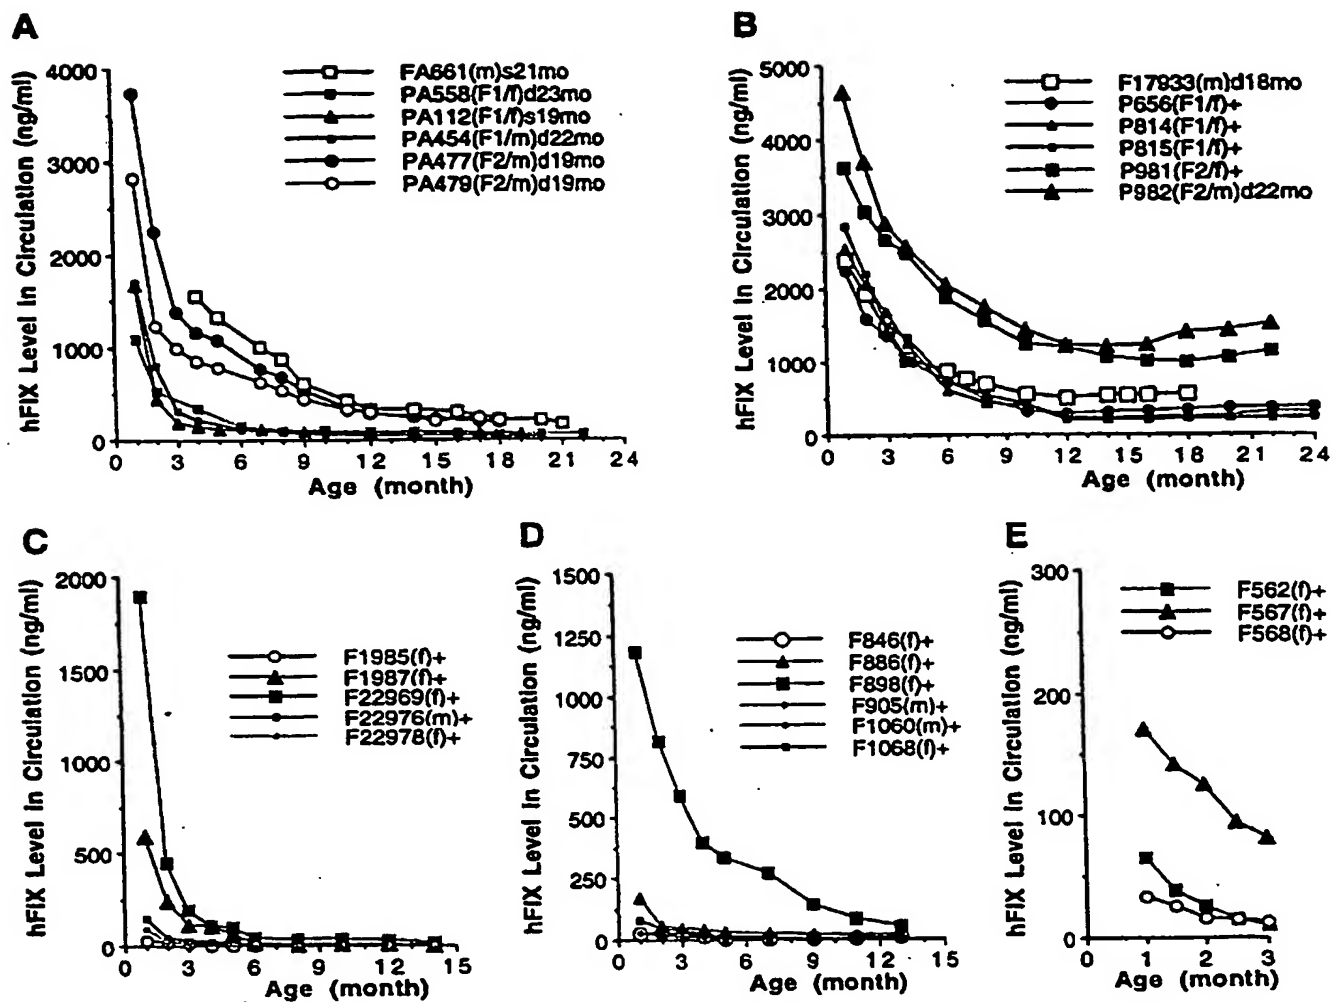 A
hFIX Level In Circulation (ng/ml)
4000
3000
2000
1000
0
0 3 6 9 12 15 18 21 24
Age (month)
FA661(m)s21mo
PA558(F1/f)d23mo
PA112(F1/f)s19mo
PA454(F1/m)d22mo
PA477(F2/m)d19mo
PA479(F2/m)d19mo
B
hFIX Level In Circulation (ng/ml)
5000
4000
3000
2000
1000
0
0 3 6 9 12 15 18 21 24
Age (month)
F17933(m)d18mo
P656(F1/f)+
P814(F1/f)+
P815(F1/f)+
P981(F2/f)+
P982(F2/m)d22mo
C
hFIX Level In Circulation (ng/ml)
2000
1500
1000
500
0
0 3 6 9 12 15
Age (month)
F1985(f)+
F1987(f)+
F22969(f)+
F22976(m)+
F22978(f)+
D
hFIX Level In Circulation (ng/ml)
1500
1250
1000
750
500
250
0
0 3 6 9 12 15
Age (month)
F846(f)+
F886(f)+
F898(f)+
F905(m)+
F1060(m)+
F1068(f)+
E
hFIX Level In Circulation (ng/ml)
300
200
100
0
0 1 2 3
Age (month)
F562(f)+
F567(f)+
F568(f)+